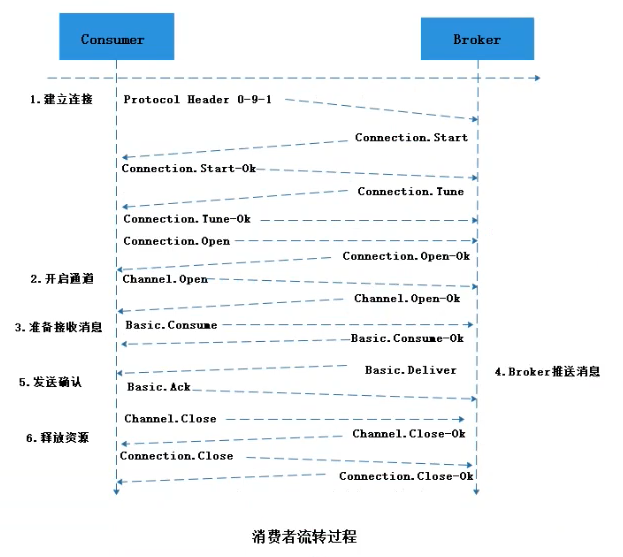 Consumer
Broker
1.建立连接
Protocol Header 0-9-1
Connection.Start
Connection.Start-Ok
Connection.Tune
Connection.Tune-Ok
Connection.Open
Connection.Open-Ok
2.开启通道
Channel.Open
Channel.Open-Ok
3.准备接收消息
Basic.Consume
Basic.Consume-Ok
Basic.Deliver
4.Broker推送消息
5.发送确认
Basic.Ack
Channel.Close
6.释放资源
Channel.Close-Ok
Connection.Close
Connection.Close-Ok
消费者流转过程